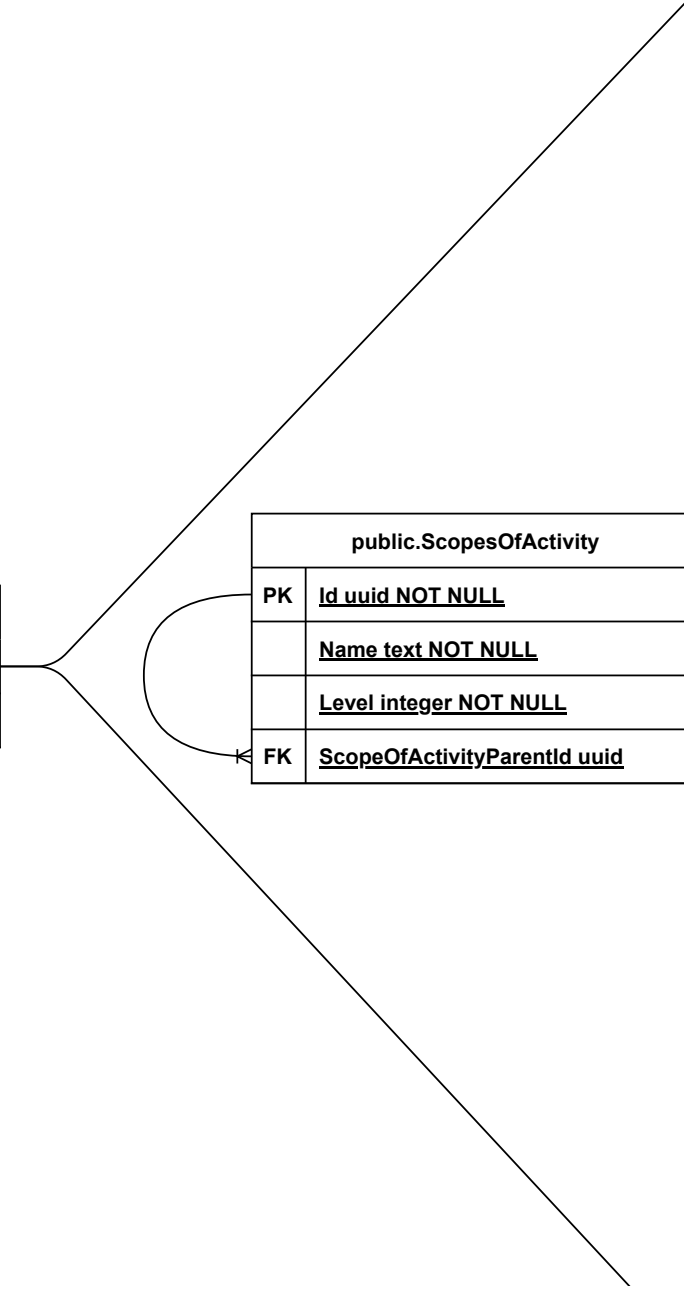 public.ScopesOfActivity
PK Id uuid NOT NULL
Name text NOT NULL
Level integer NOT NULL
FK ScopeOfActivityParentId uuid